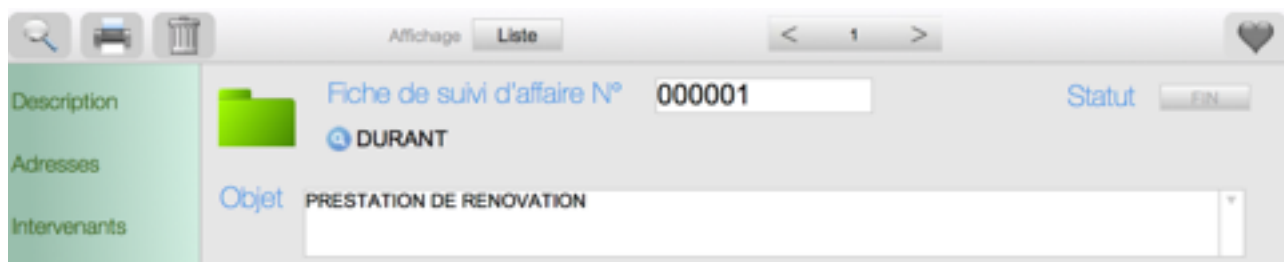 Affichage Liste < 1 >
Description
Fiche de suivi d'affaire N° 000001 Statut FIN
DURANT
Adresses
Objet PRESTATION DE RENOVATION
Intervenants